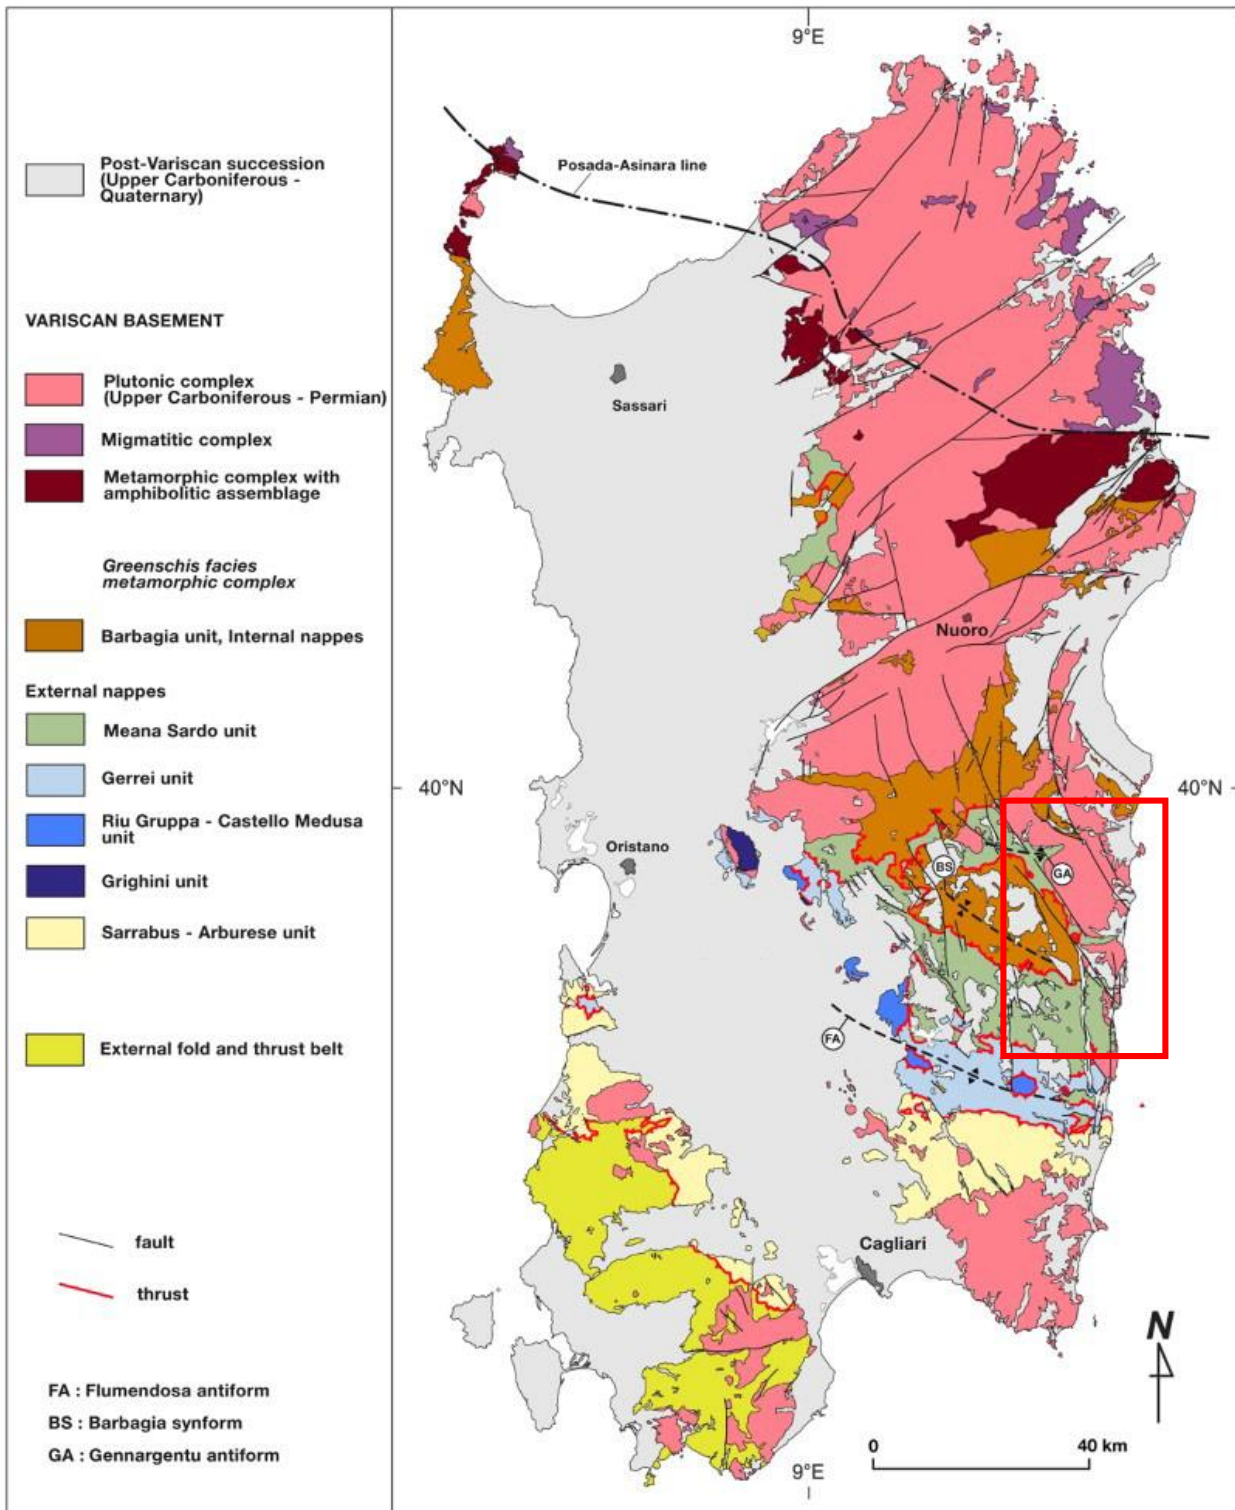 Post-Variscan succession
(Upper Carboniferous -
Quaternary)
VARISCAN BASEMENT
Plutonic complex
(Upper Carboniferous - Permian)
Migmatitic complex
Metamorphic complex with
amphibolitic assemblage
Greenschis facies
metamorphic complex
Barbagia unit, Internal nappes
External nappes
Meana Sardo unit
Gerrei unit
Riu Gruppa - Castello Medusa
unit
Grighini unit
Sarrabus - Arburese unit
External fold and thrust belt
fault
thrust
FA : Flumendosa antiform
BS : Barbagia synform
GA : Gennargentu antiform
9°E
Posada-Asinara line
Sassari
Nuoro
40°N
40°N
Oristano
BS
GA
FA
Cagliari
N
0
40 km
9°E